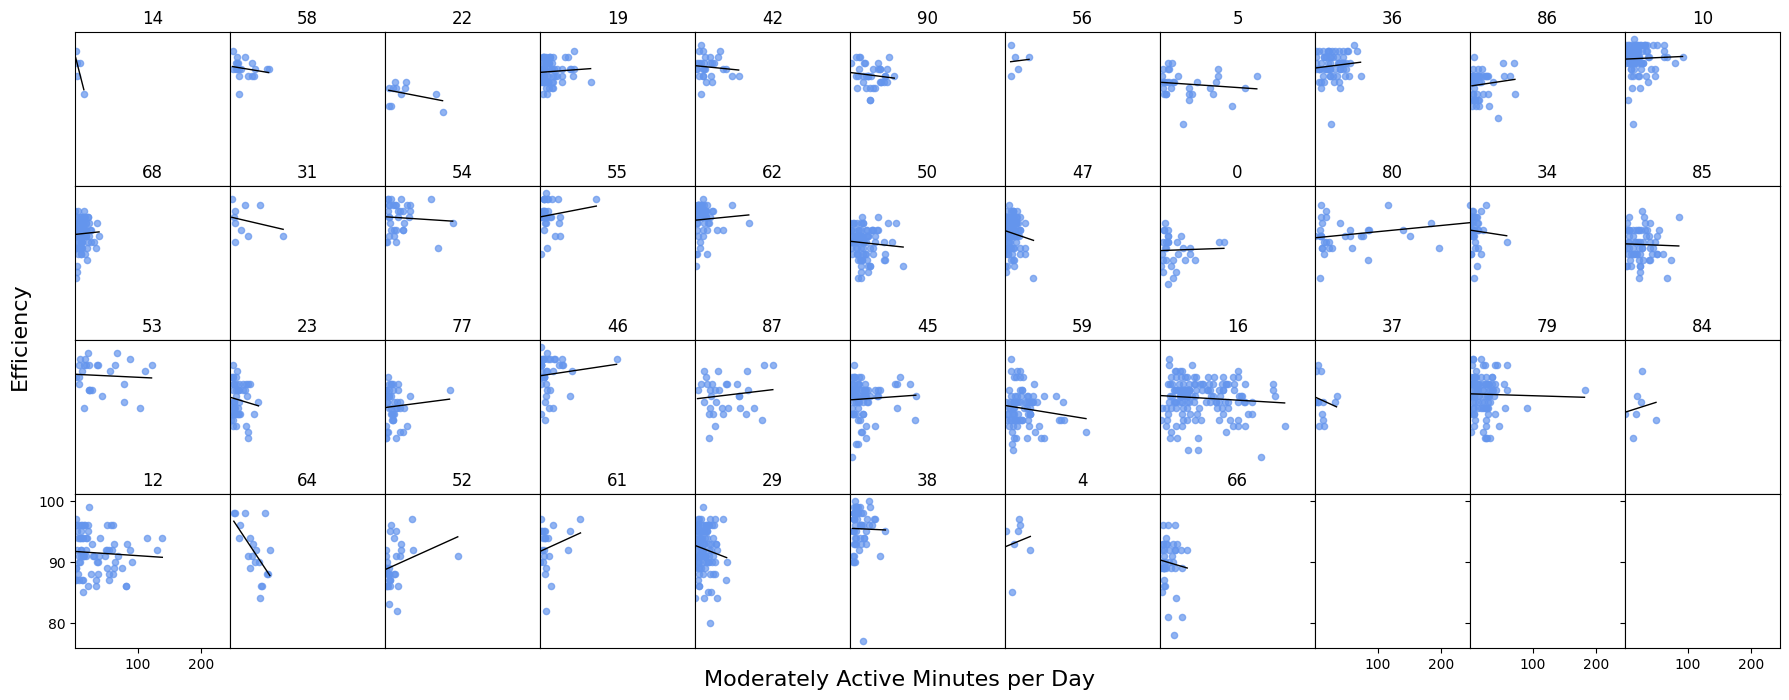 14 58 22 19 42 90 56 5 36 86 10
68 31 54 55 62 50 47 0 80 34 85
53 23 77 46 87 45 59 16 37 79 84
12 64 52 61 29 38 4 66
Efficiency
100
90
80
100 200 100 200 100 200 100 200
Moderately Active Minutes per Day